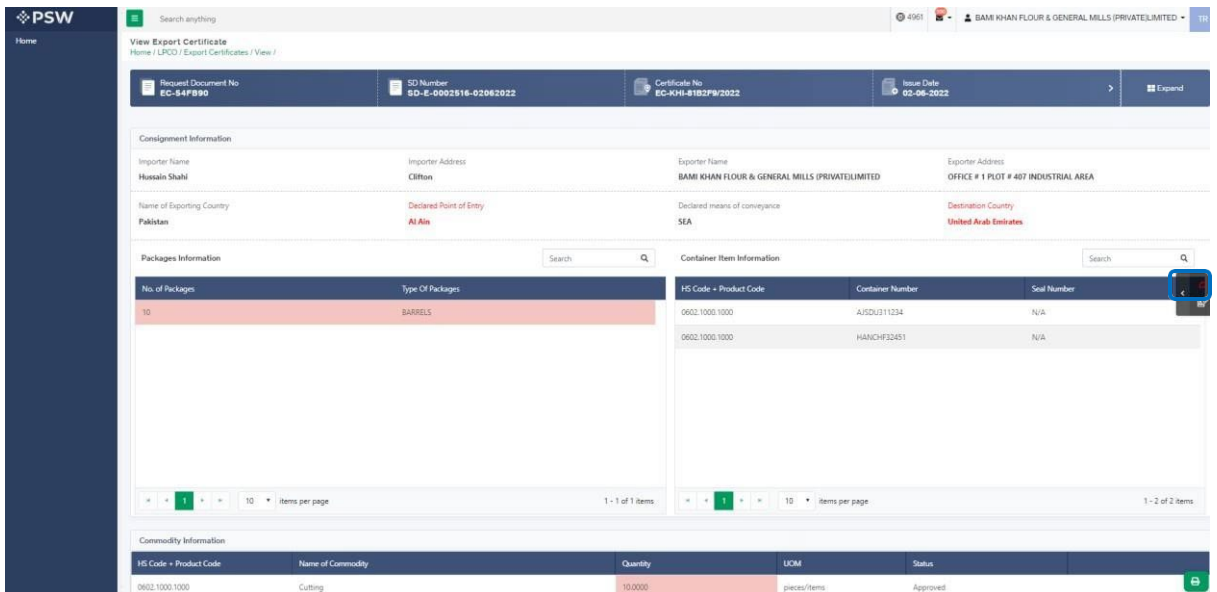 PSW
Search anything
4961
BAMI KHAN FLOUR & GENERAL MILLS (PRIVATE)LIMITED
TR
Home
View Export Certificate
Home / LPCO / Export Certificates / View /
Request Document No
EC-54FB90
SD Number
SD-E-0002516-02062022
Certificate No
EC-KHI-81B2F9/2022
Issue Date
02-06-2022
Expand
Consignment Information
Importer Name
Hussain Shahi
Importer Address
Clifton
Exporter Name
BAMI KHAN FLOUR & GENERAL MILLS (PRIVATE)LIMITED
Exporter Address
OFFICE # 1 PLOT # 407 INDUSTRIAL AREA
Name of Exporting Country
Pakistan
Declared Point of Entry
Al Ain
Declared means of conveyance
SEA
Destination Country
United Arab Emirates
Packages Information
Search
No. of Packages Type Of Packages
10 BARRELS
1 10 items per page 1 - 1 of 1 items
Container Item Information
Search
HS Code + Product Code Container Number Seal Number
0602.1000.1000 AJSDU311234 N/A
0602.1000.1000 HANCHF32451 N/A
1 10 items per page 1 - 2 of 2 items
Commodity Information
HS Code + Product Code Name of Commodity Quantity UOM Status
0602.1000.1000 Cutting 10.0000 pieces/items Approved